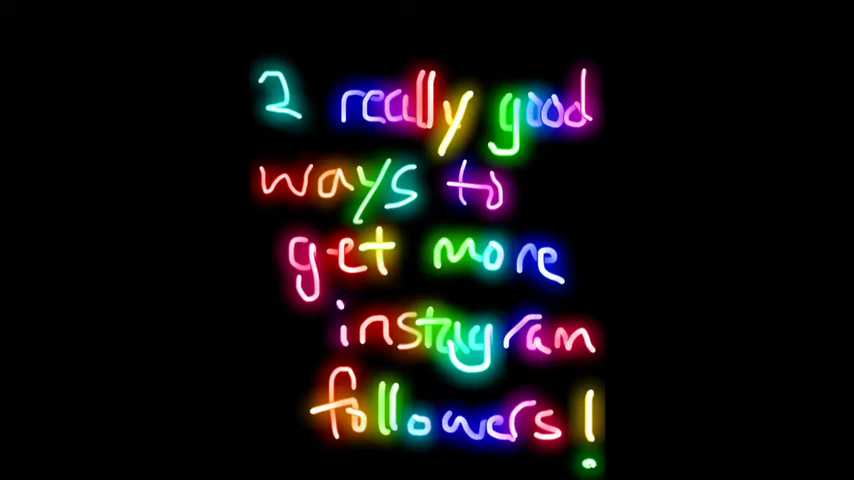 2 really good
ways to
get more
instagram
followers!